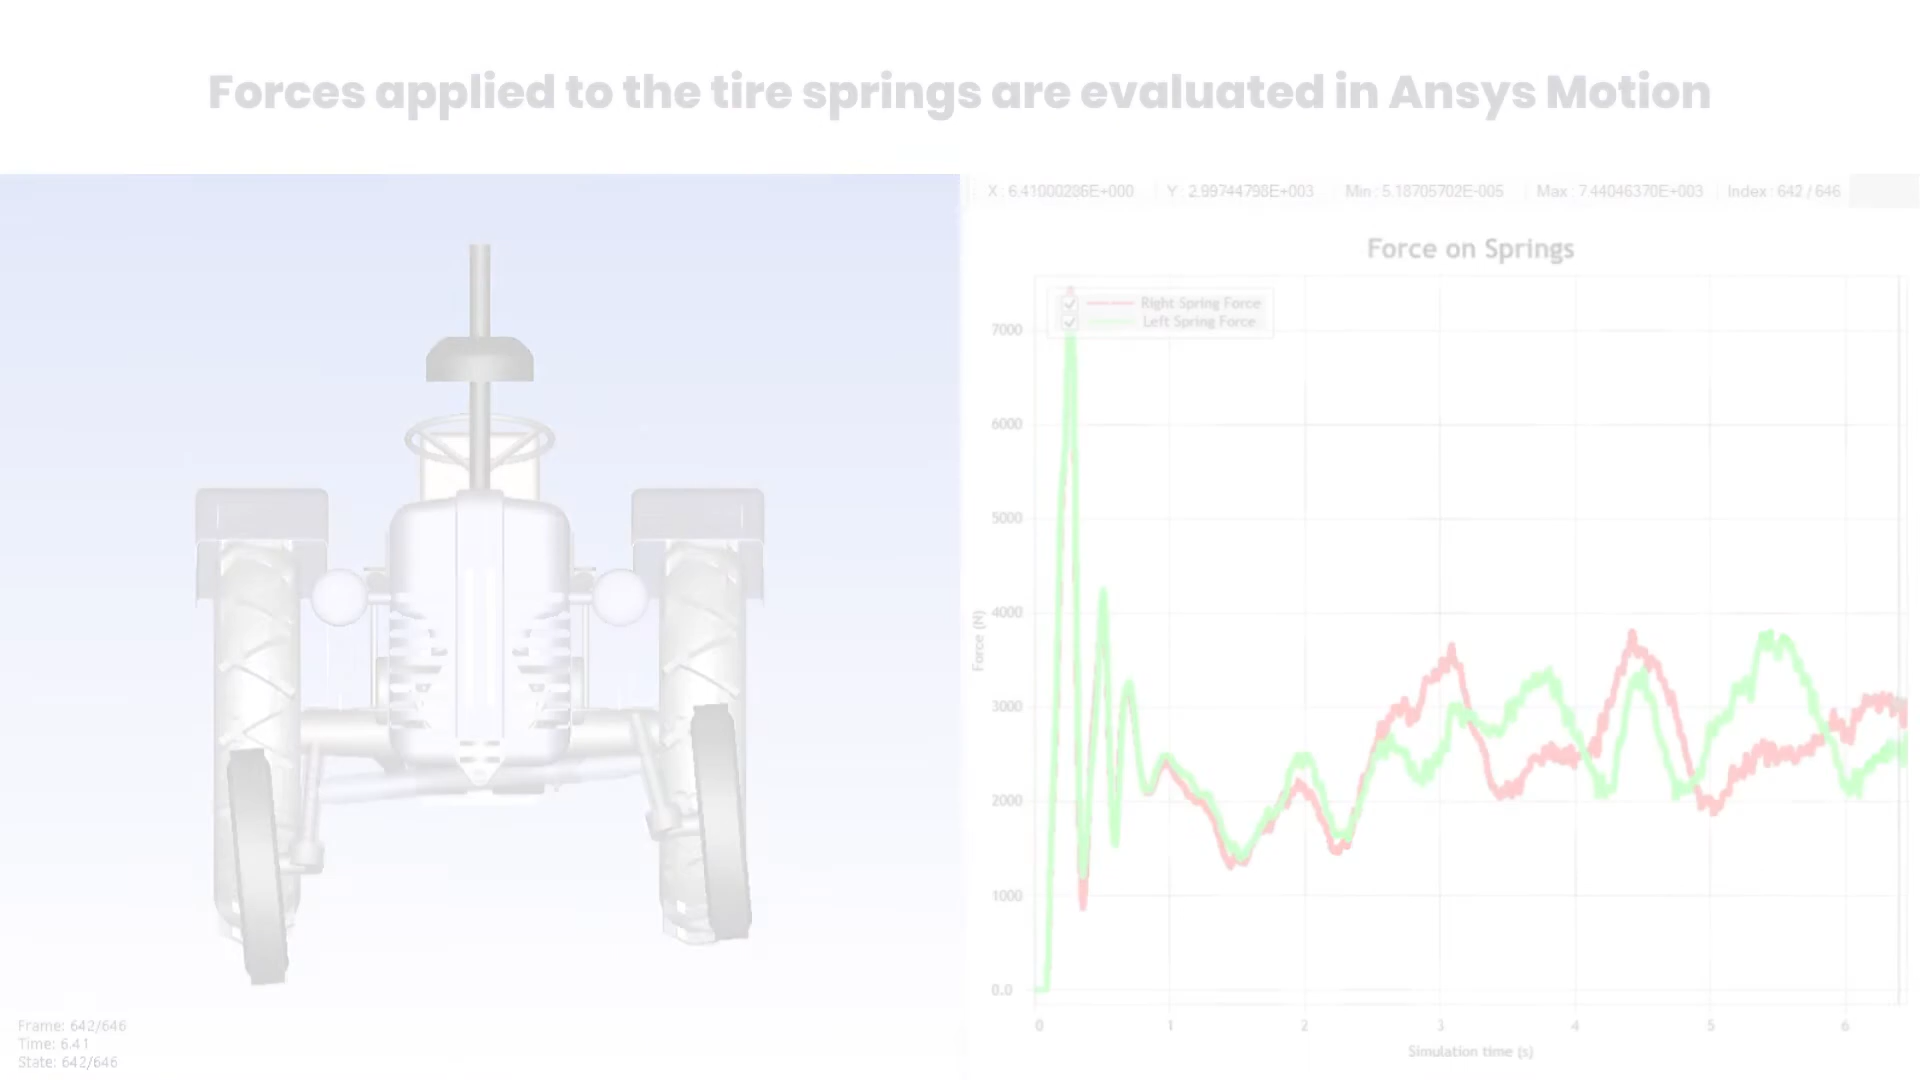 Forces applied to the tire springs are evaluated in Ansys Motion
X : 6.41000236E+000 Y : 2.99744798E+003 Min : 5.18705702E-005 Max : 7.44046370E+003 Index : 642 / 646
Force on Springs
Right Spring Force
Left Spring Force
7000
6000
5000
4000
3000
2000
1000
0.0
Force (N)
0 1 2 3 4 5 6
Simulation time (s)
Frame: 642/646
Time: 6.41
State: 642/646